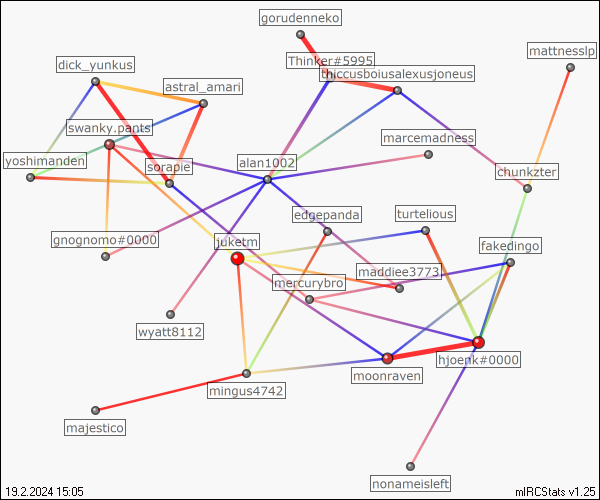 gorudenneko
mattnesslp
Thinker#5995
dick_yunkus
thiccusboiusalexusjoneus
astral_amari
swanky.pants
marcemadness
yoshimanden
sorapie
alan1002
chunkzter
edgepanda
turtelious
gnognomo#0000
juketm
fakedingo
mercurybro
maddiee3773
wyatt8112
hjoenk#0000
moonraven
mingus4742
majestico
nonameisleft
19.2.2024 15:05
mIRCStats v1.25